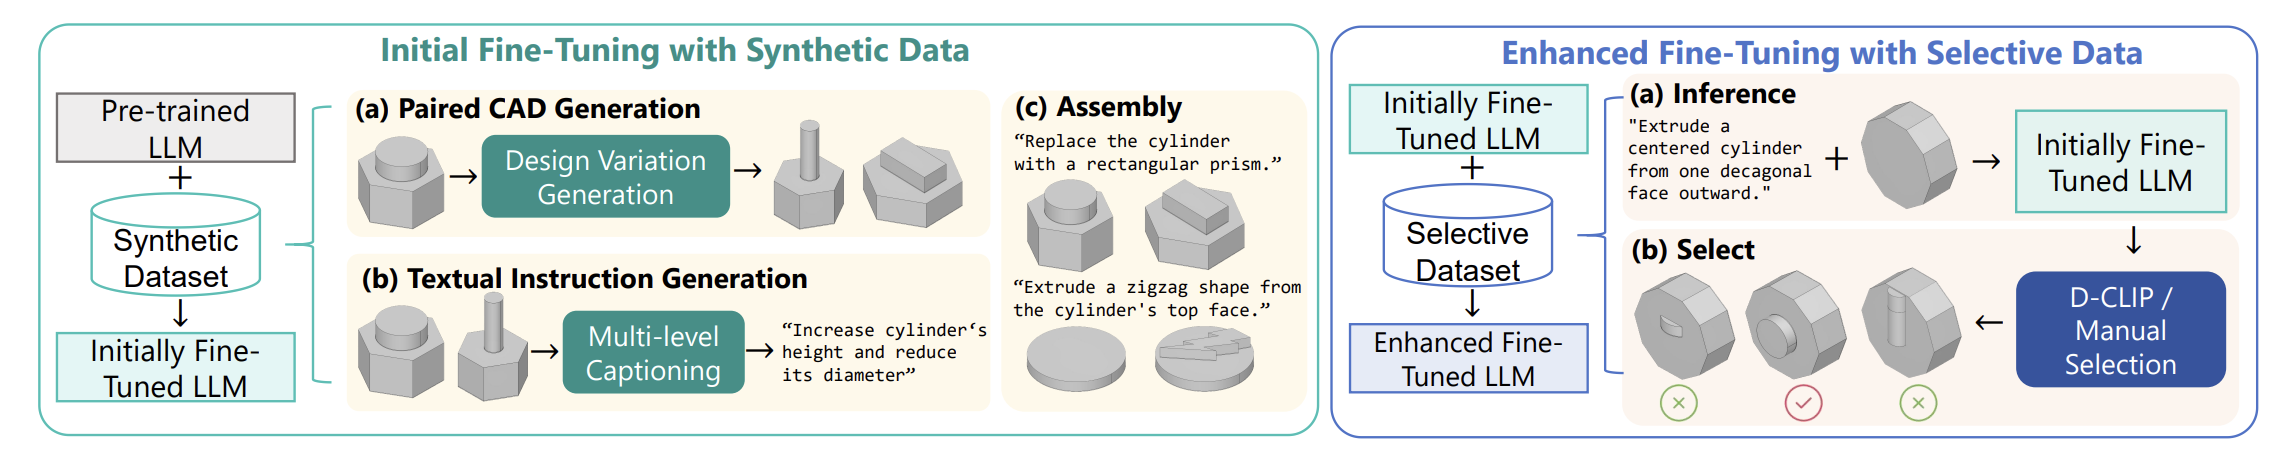 Initial Fine-Tuning with Synthetic Data
Pre-trained
LLM
+
Synthetic
Dataset
↓
Initially Fine-
Tuned LLM
(a) Paired CAD Generation
→
Design Variation
Generation
→
(b) Textual Instruction Generation
→
Multi-level
Captioning
→
“Increase cylinder‘s
height and reduce
its diameter”
(c) Assembly
“Replace the cylinder
with a rectangular prism.”
“Extrude a zigzag shape from
the cylinder's top face.”
Enhanced Fine-Tuning with Selective Data
Initially Fine-
Tuned LLM
+
Selective
Dataset
↓
Enhanced Fine-
Tuned LLM
(a) Inference
"Extrude a
centered cylinder
from one decagonal
face outward."
+
→
Initially Fine-
Tuned LLM
↓
(b) Select
←
D-CLIP /
Manual
Selection